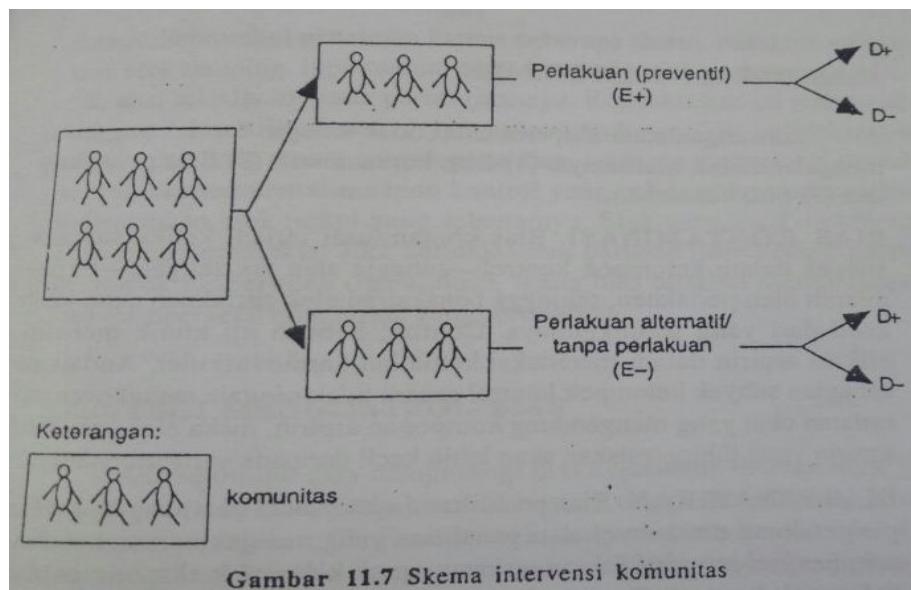 Perlakuan (preventif)
(E+)
D+
D–
Perlakuan alternatif/
tanpa perlakuan
(E–)
D+
D–
Keterangan:
komunitas
Gambar 11.7 Skema intervensi komunitas